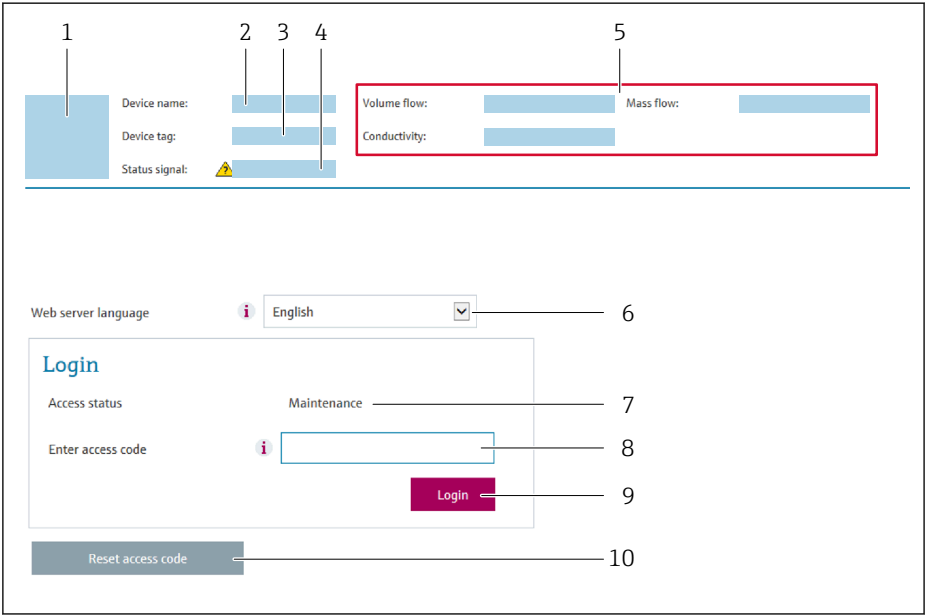 1 2 3 4 5
Device name: Volume flow: Mass flow:
Device tag: Conductivity:
Status signal: ?
Web server language i English 6
Login
Access status Maintenance 7
Enter access code i 8
Login 9
Reset access code 10